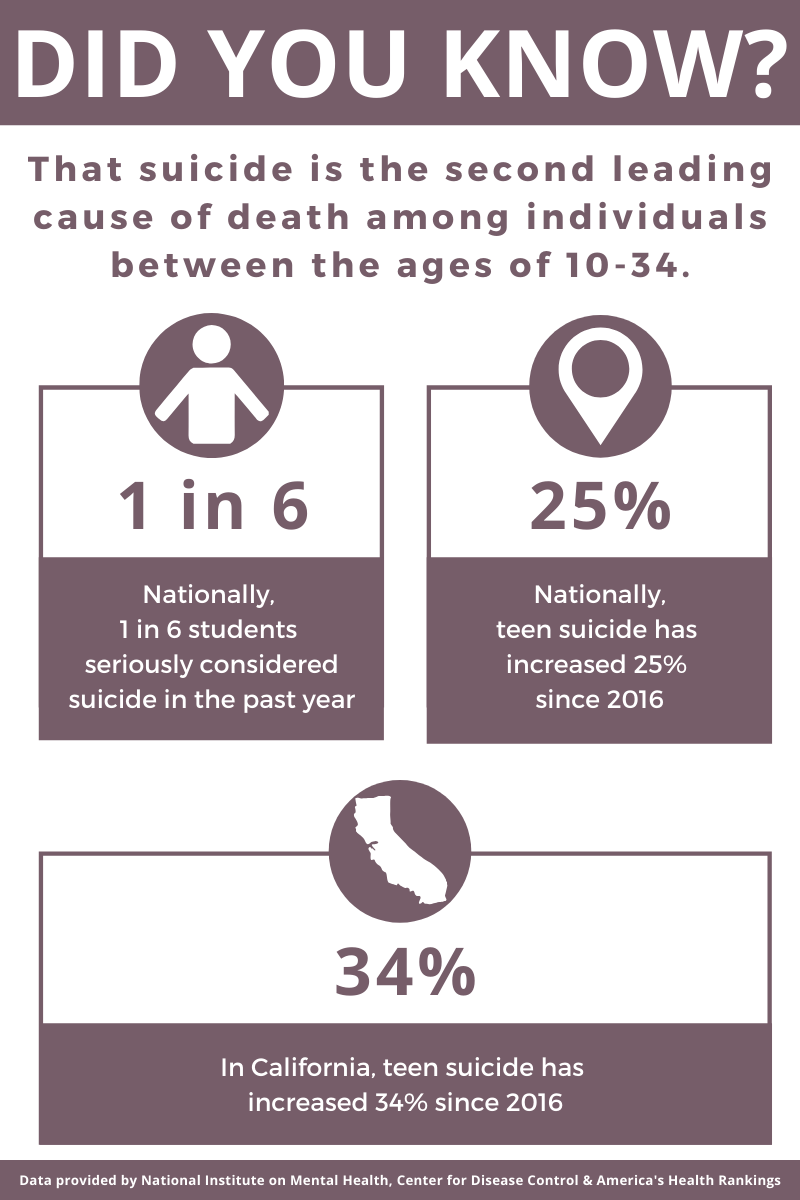 DID YOU KNOW?
That suicide is the second leading
cause of death among individuals
between the ages of 10-34.
1 in 6
Nationally,
1 in 6 students
seriously considered
suicide in the past year
25%
Nationally,
teen suicide has
increased 25%
since 2016
34%
In California, teen suicide has
increased 34% since 2016
Data provided by National Institute on Mental Health, Center for Disease Control & America's Health Rankings